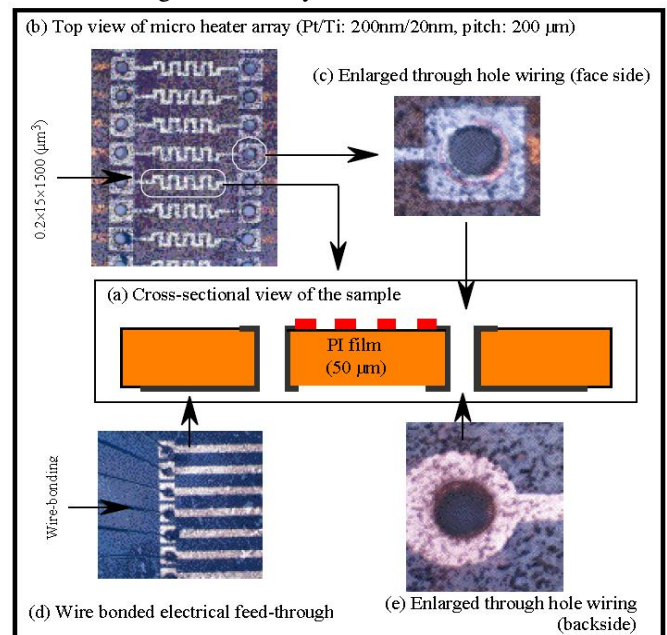 (b) Top view of micro heater array (Pt/Ti: 200nm/20nm, pitch: 200 μm)
(c) Enlarged through hole wiring (face side)
0.2×15×1500 (μm³)
(a) Cross-sectional view of the sample
PI film
(50 μm)
Wire-bonding
(d) Wire bonded electrical feed-through
(e) Enlarged through hole wiring
(backside)